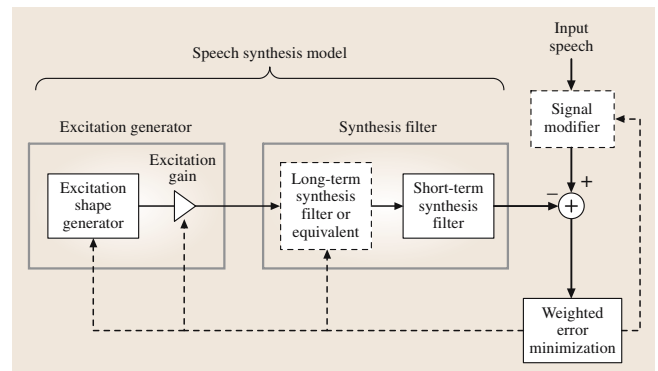 Input
speech
Speech synthesis model
Signal
modifier
Excitation generator
Synthesis filter
Excitation
gain
Excitation
shape
generator
Long-term
synthesis
filter or
equivalent
Short-term
synthesis
filter
−
+
+
Weighted
error
minimization